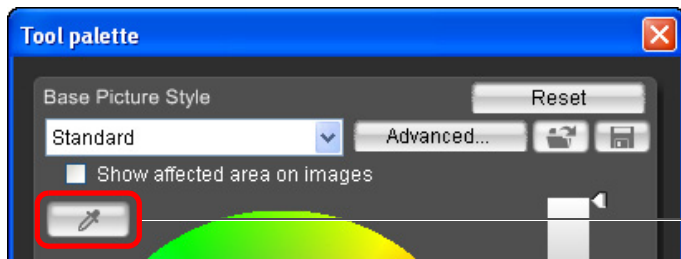 Tool palette
Base Picture Style
Reset
Standard
Advanced...
Show affected area on images